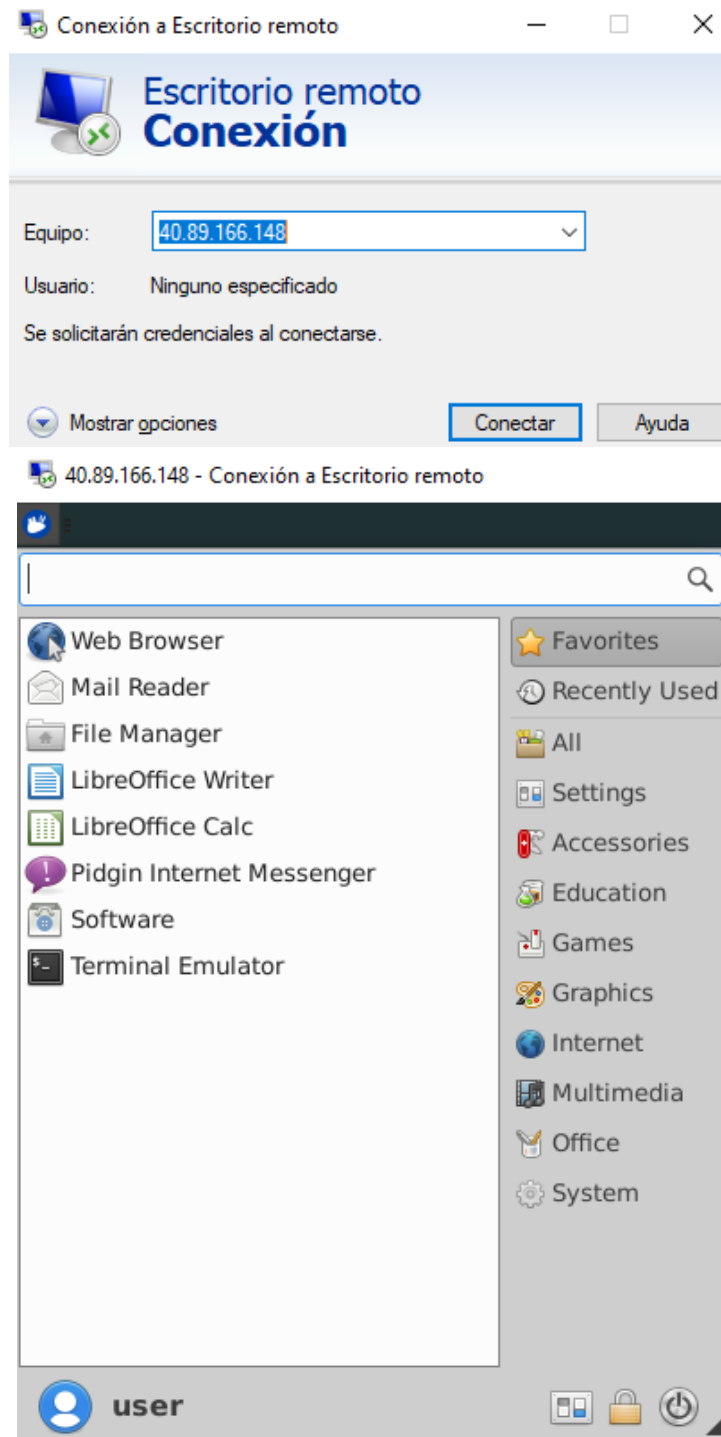 Conexión a Escritorio remoto
Escritorio remoto
Conexión
Equipo: 40.89.166.148
Usuario: Ninguno especificado
Se solicitarán credenciales al conectarse.
Mostrar opciones Conectar Ayuda
40.89.166.148 - Conexión a Escritorio remoto
Web Browser
Mail Reader
File Manager
LibreOffice Writer
LibreOffice Calc
Pidgin Internet Messenger
Software
Terminal Emulator
Favorites
Recently Used
All
Settings
Accessories
Education
Games
Graphics
Internet
Multimedia
Office
System
user